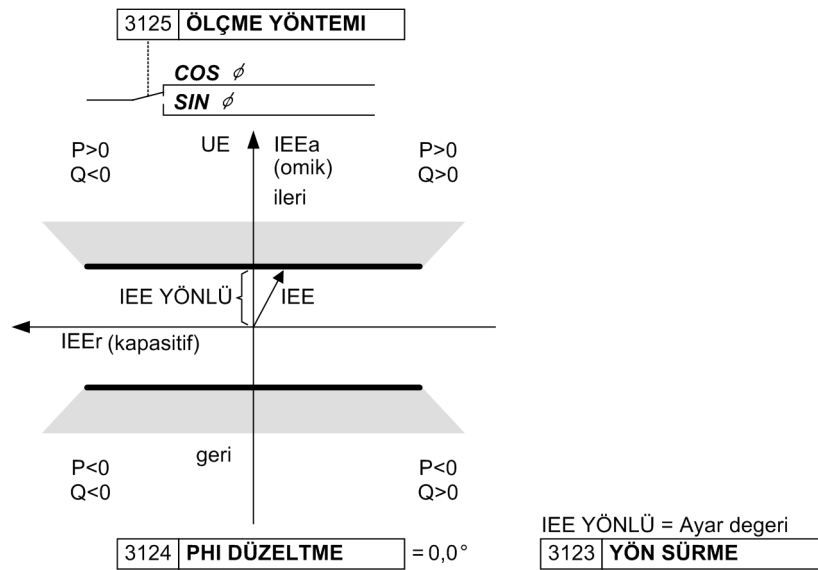 3125 ÖLÇME YÖNTEMI
COS ϕ
SIN ϕ
P>0
Q<0
UE
IEEa
(omik)
ileri
P>0
Q>0
IEE YÖNLÜ
IEE
IEEr (kapasitif)
geri
P<0
Q<0
P<0
Q>0
IEE YÖNLÜ = Ayar degeri
3124 PHI DÜZELTME = 0,0°
3123 YÖN SÜRME